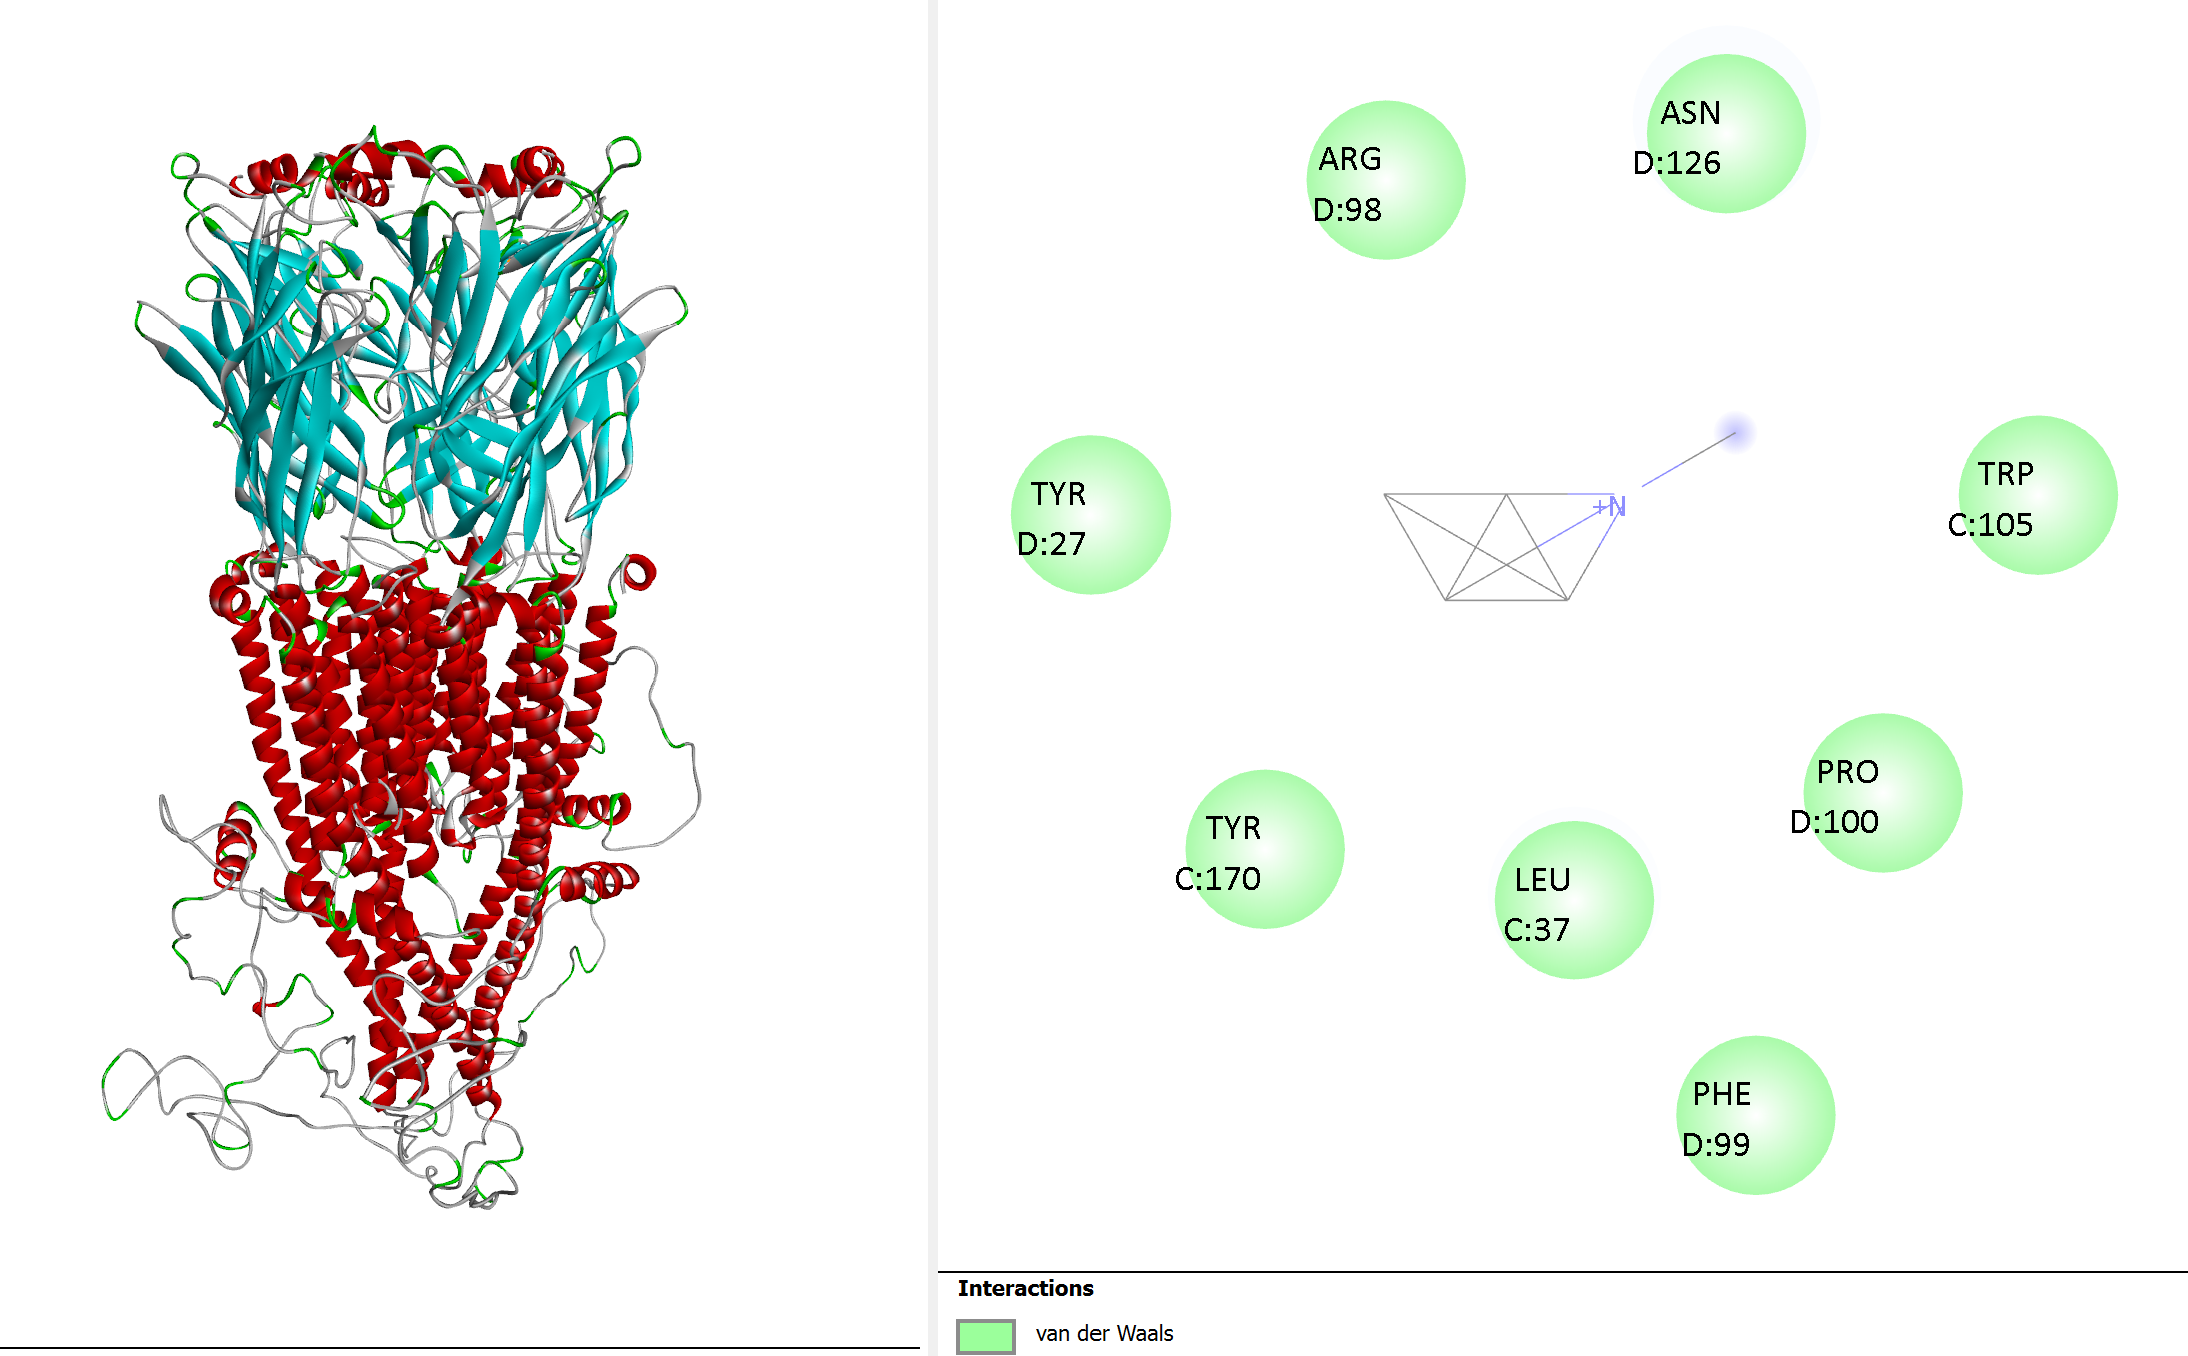 ASN
D:126
ARG
D:98
TRP
C:105
TYR
D:27
+N
PRO
D:100
TYR
C:170
LEU
C:37
PHE
D:99
Interactions
van der Waals